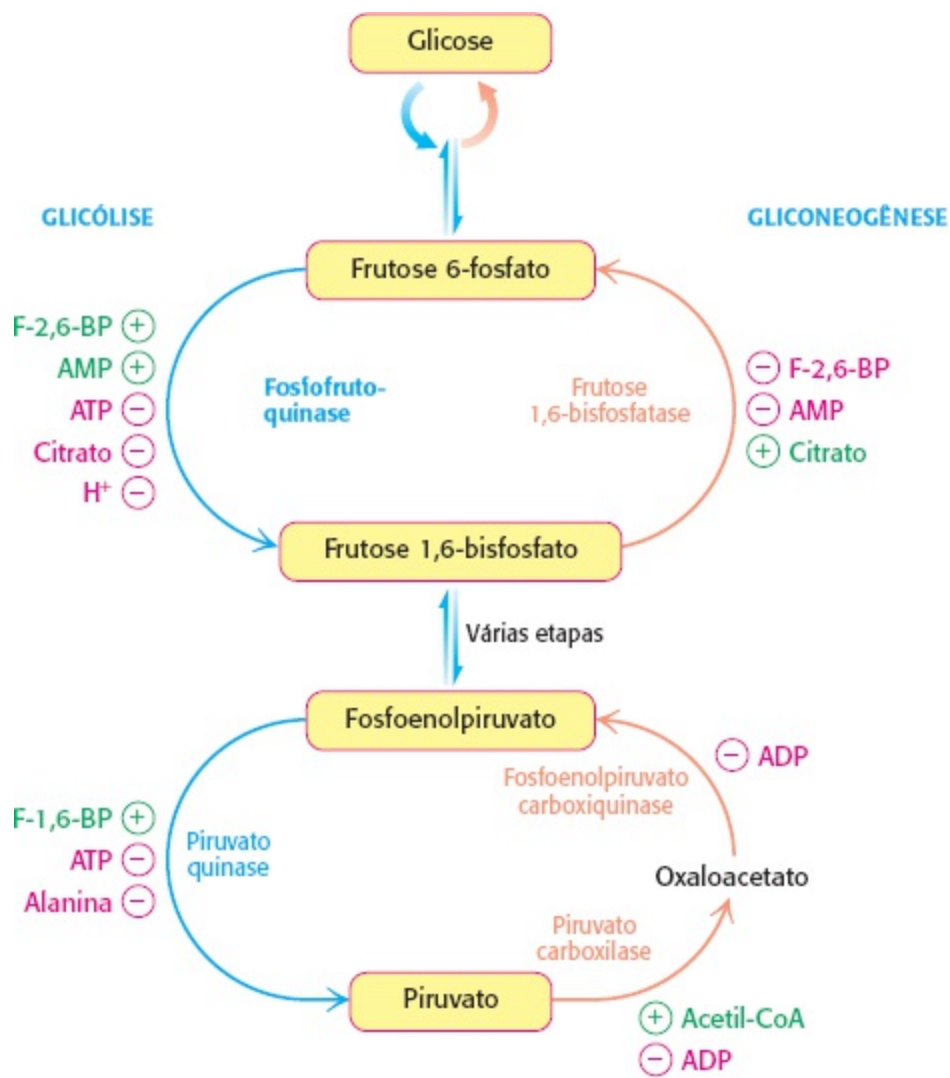 Glicose
GLICÓLISE
GLICONEOGÊNESE
Frutose 6-fosfato
F-2,6-BP +
AMP +
ATP −
Citrato −
H⁺ −
Fosfofruto-
quinase
Frutose
1,6-bisfosfatase
− F-2,6-BP
− AMP
+ Citrato
Frutose 1,6-bisfosfato
Várias etapas
Fosfoenolpiruvato
− ADP
Fosfoenolpiruvato
carboxiquinase
F-1,6-BP +
ATP −
Alanina −
Piruvato
quinase
Oxaloacetato
Piruvato
carboxilase
Piruvato
+ Acetil-CoA
− ADP